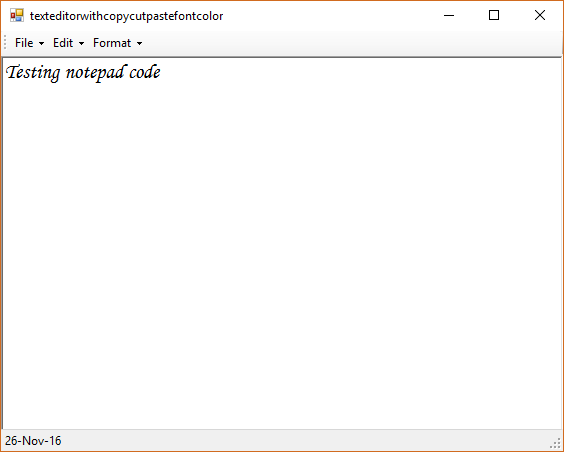 texteditorwithcopycutpastefontcolor
File Edit Format
Testing notepad code
26-Nov-16